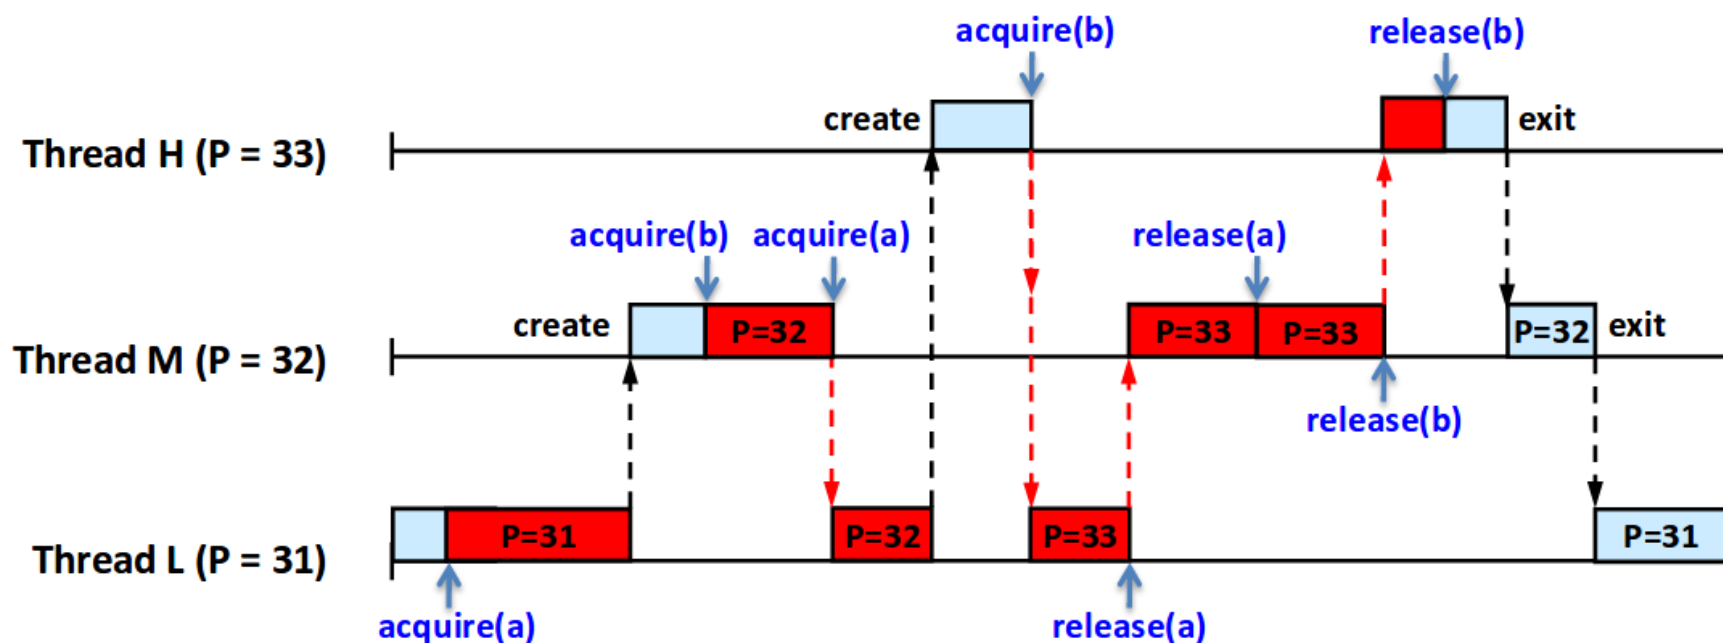 acquire(b) release(b)
Thread H (P = 33) create exit
acquire(b) acquire(a) release(a)
Thread M (P = 32) create P=32 P=33 P=33 P=32 exit
release(b)
Thread L (P = 31) P=31 P=32 P=33 P=31
acquire(a) release(a)